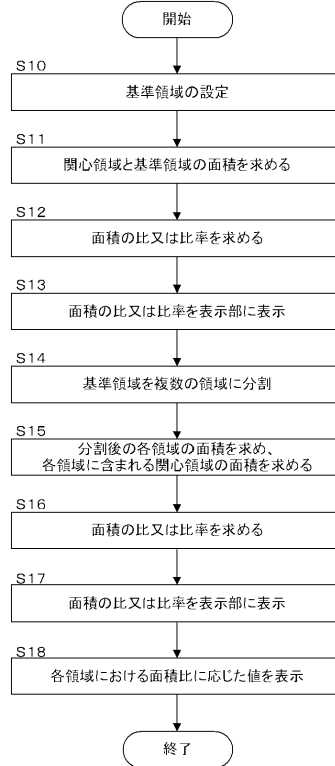 開始
S10
基準領域の設定
S11
関心領域と基準領域の面積を求める
S12
面積の比又は比率を求める
S13
面積の比又は比率を表示部に表示
S14
基準領域を複数の領域に分割
S15
分割後の各領域の面積を求め、
各領域に含まれる関心領域の面積を求める
S16
面積の比又は比率を求める
S17
面積の比又は比率を表示部に表示
S18
各領域における面積比に応じた値を表示
終了